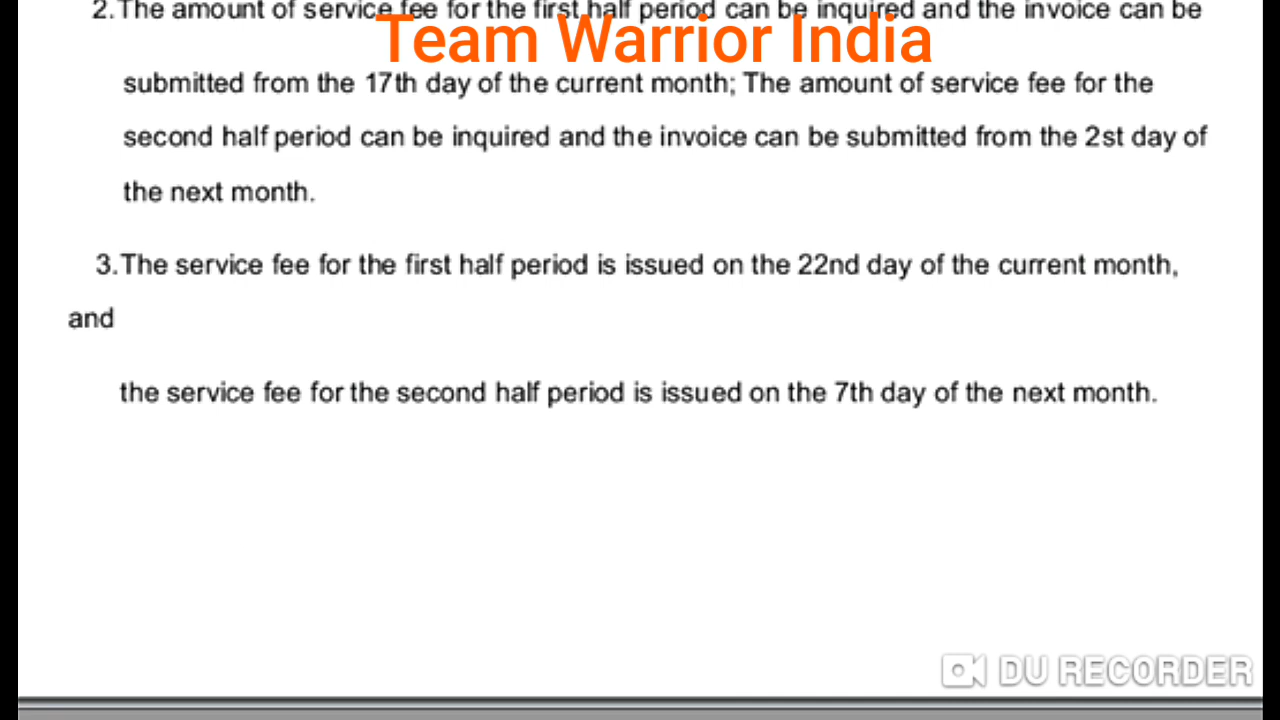 2.The amount of service fee for the first half period can be inquired and the invoice can be
Team Warrior India
submitted from the 17th day of the current month; The amount of service fee for the
second half period can be inquired and the invoice can be submitted from the 2st day of
the next month.
3.The service fee for the first half period is issued on the 22nd day of the current month,
and
the service fee for the second half period is issued on the 7th day of the next month.
DU RECORDER